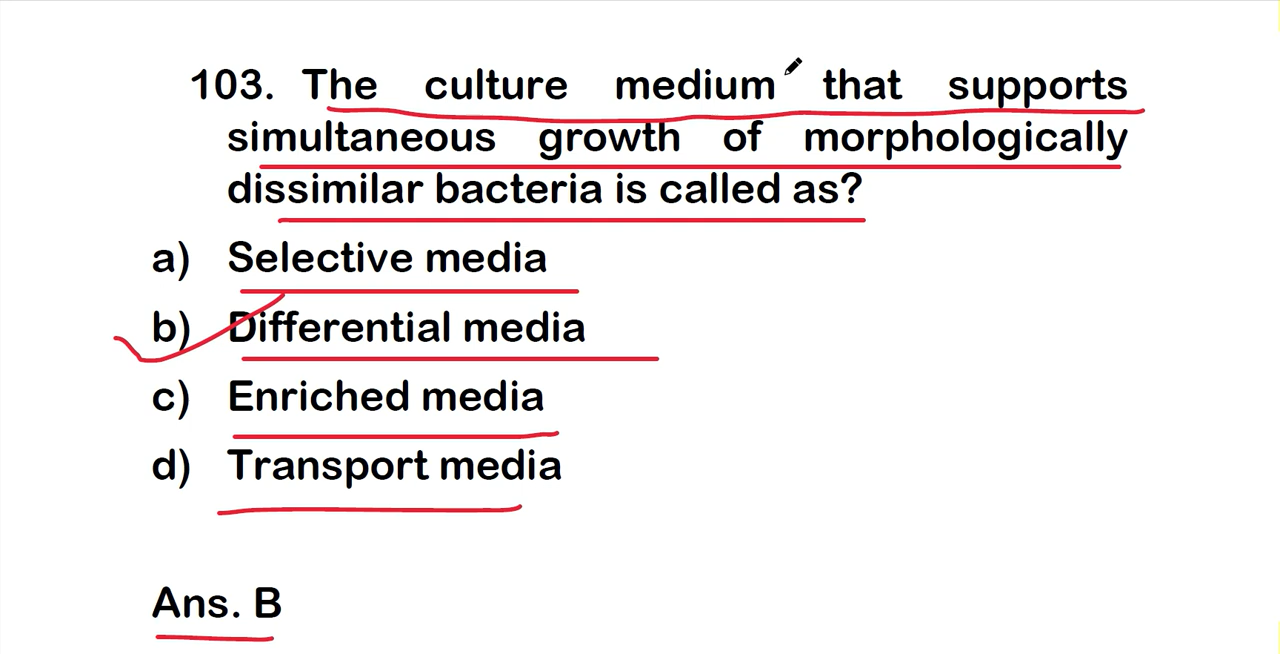 103. The culture medium that supports
simultaneous growth of morphologically
dissimilar bacteria is called as?
a) Selective media
b) Differential media
c) Enriched media
d) Transport media
Ans. B